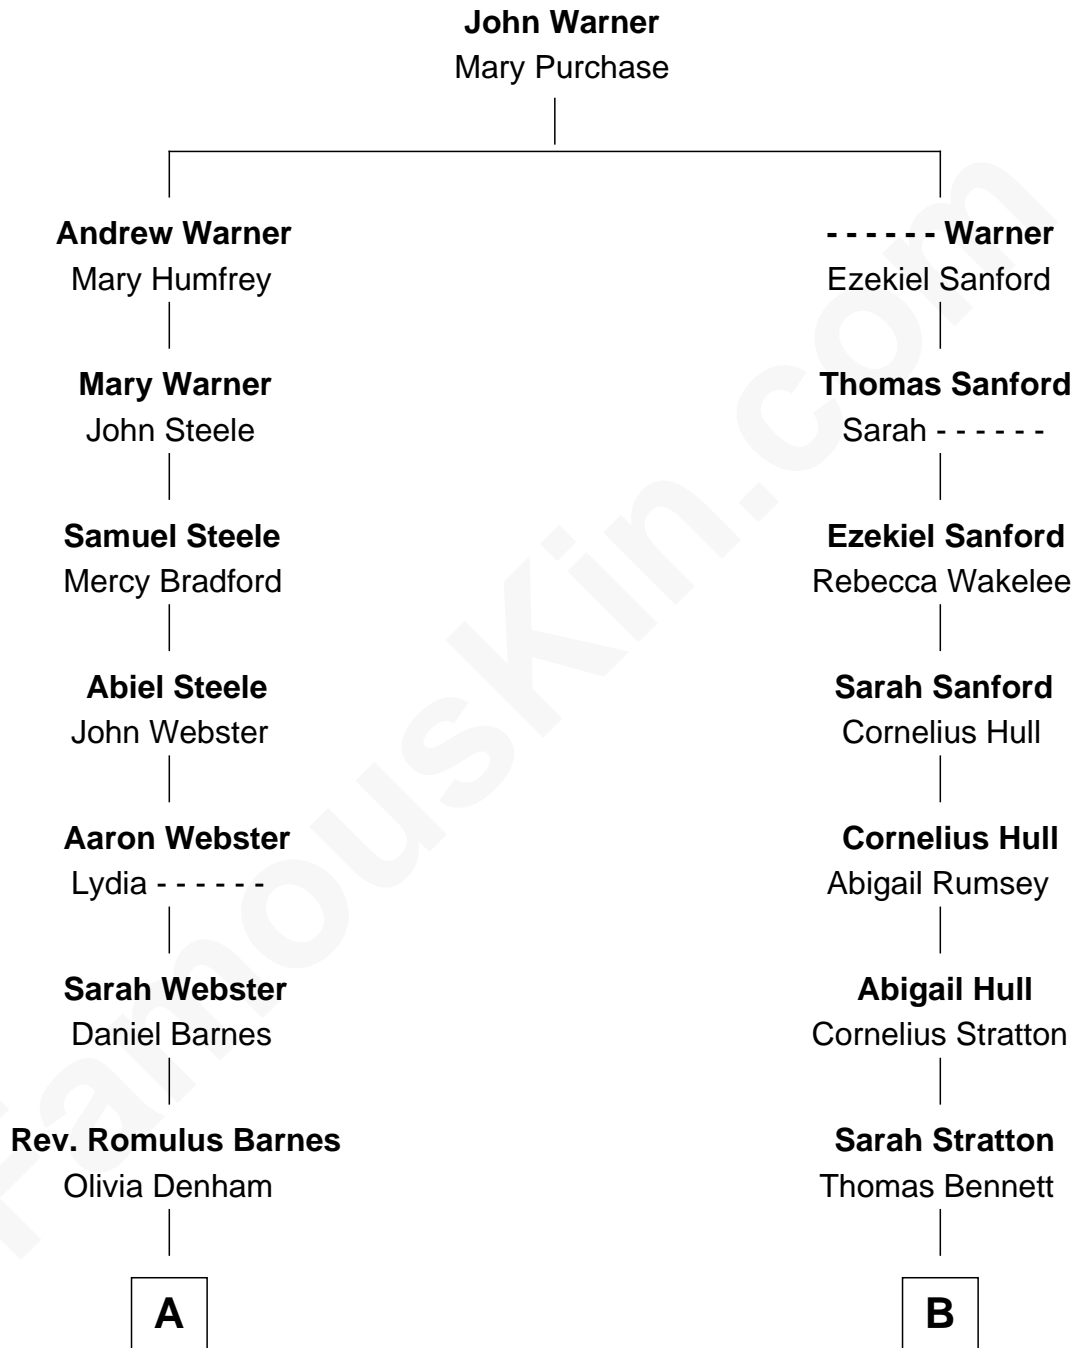 John Warner
Mary Purchase
Andrew Warner
Mary Humfrey
Mary Warner
John Steele
Samuel Steele
Mercy Bradford
Abiel Steele
John Webster
Aaron Webster
Lydia - - - - - -
Sarah Webster
Daniel Barnes
Rev. Romulus Barnes
Olivia Denham
A
- - - - - - Warner
Ezekiel Sanford
Thomas Sanford
Sarah - - - - - -
Ezekiel Sanford
Rebecca Wakelee
Sarah Sanford
Cornelius Hull
Cornelius Hull
Abigail Rumsey
Abigail Hull
Cornelius Stratton
Sarah Stratton
Thomas Bennett
B
FamousKin.com